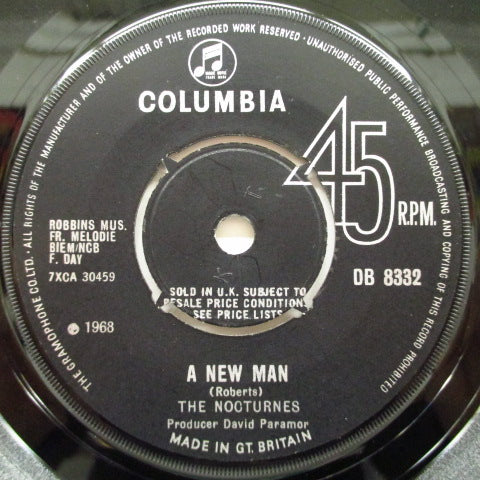 THE GRAMOPHONE CO. LTD. · ALL RIGHTS OF THE MANUFACTURER AND OF THE OWNER OF THE RECORDED WORK RESERVED · UNAUTHORISED PUBLIC PERFORMANCE BROADCASTING AND COPYING OF THIS RECORD PROHIBITED
COLUMBIA
45
R.P.M.
ROBBINS MUS.
FR. MELODIE
BIEM/NCB
F. DAY
7XCA 30459
DB 8332
SOLD IN U.K. SUBJECT TO
RESALE PRICE CONDITIONS
SEE PRICE LISTS
℗ 1968
A NEW MAN
(Roberts)
THE NOCTURNES
Producer David Paramor
MADE IN GT. BRITAIN